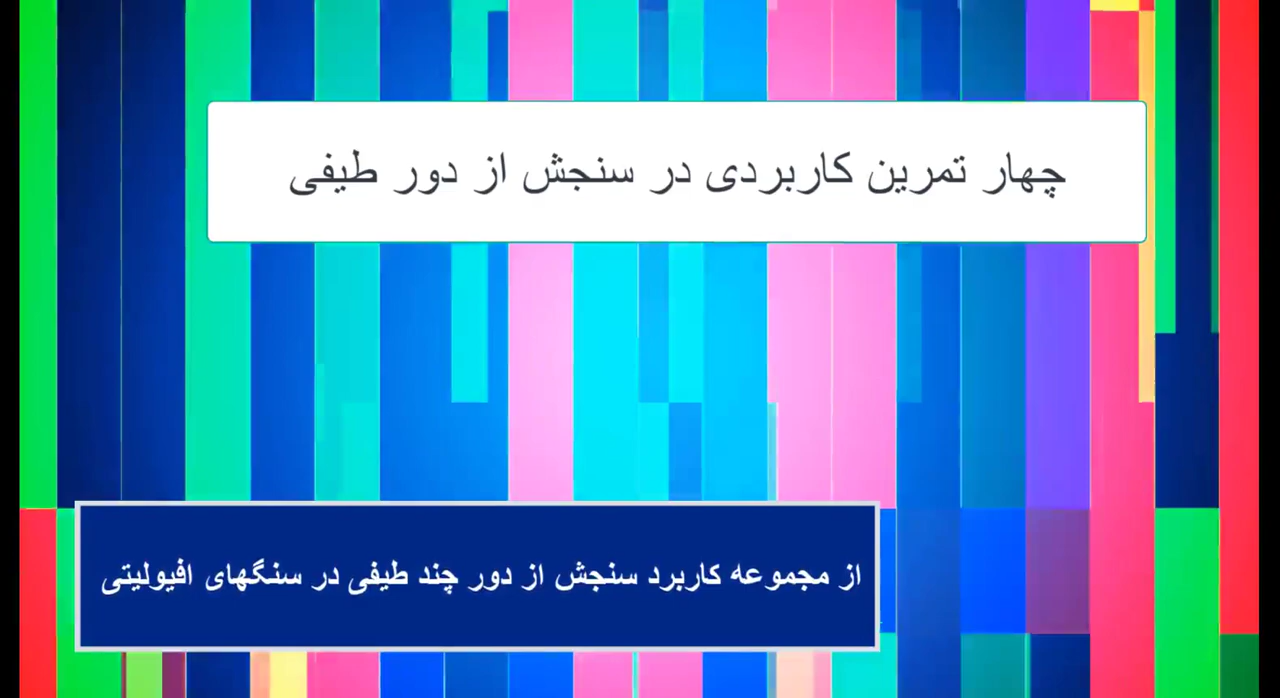 چهار تمرین کاربردی در سنجش از دور طیفی
از مجموعه کاربرد سنجش از دور چند طیفی در سنگهای افیولیتی